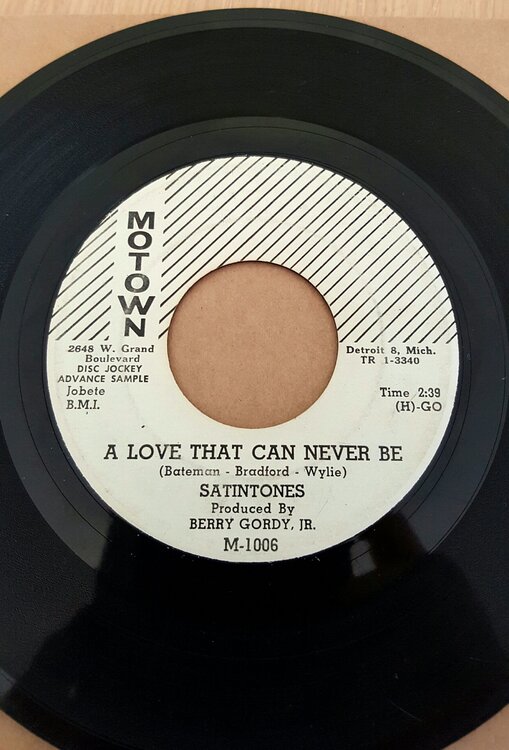 MOTOWN
2648 W. Grand
Boulevard
DISC JOCKEY
ADVANCE SAMPLE
Jobete
B.M.I.
Detroit 8, Mich.
TR 1-3340
Time 2:39
(H)-GO
A LOVE THAT CAN NEVER BE
(Bateman - Bradford - Wylie)
SATINTONES
Produced By
BERRY GORDY, JR.
M-1006